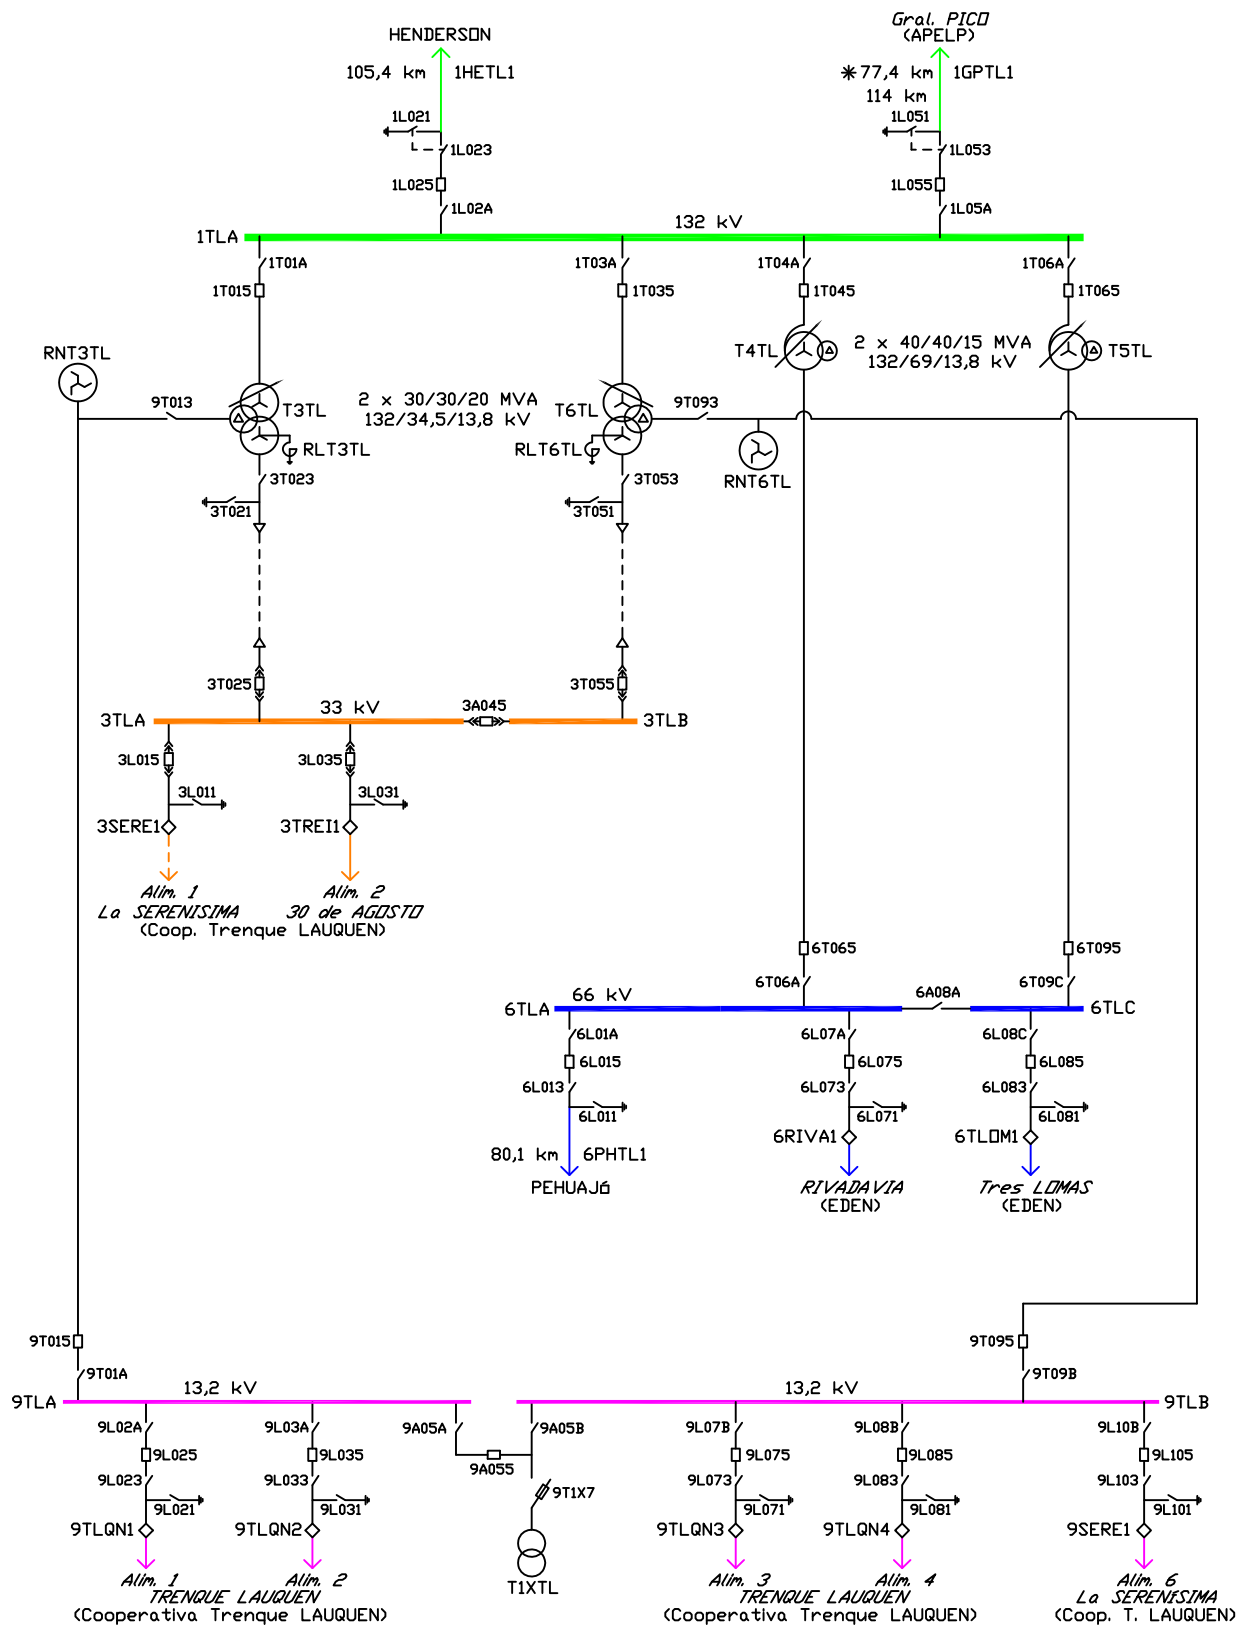 Gral. PICO
HENDERSON
(APELP)
105,4 km 1HETL1
*77,4 km 1GPTL1
114 km
1L021
1L051
1L023
1L053
1L025
1L055
1L02A
1L05A
132 kV
1TLA
1T01A
1T03A
1T04A
1T06A
1T015
1T035
1T045
1T065
RNT3TL
T4TL
2 x 40/40/15 MVA
132/69/13,8 kV
T5TL
9T013
T3TL
2 x 30/30/20 MVA
132/34,5/13,8 kV
T6TL
9T093
RLT3TL
RLT6TL
RNT6TL
3T023
3T053
3T021
3T051
3T025
3T055
33 kV
3A045
3TLA
3TLB
3L015
3L035
3L011
3L031
3SERE1
3TREI1
Alim. 1
Alim. 2
La SERENISIMA
30 de AGOSTO
(Coop. Trenque LAUQUEN)
6T065
6T095
6T06A
6T09C
66 kV
6A08A
6TLA
6TLC
6L01A
6L07A
6L08C
6L015
6L075
6L085
6L013
6L073
6L083
6L011
6L071
6L081
6RIVA1
6TLOM1
80,1 km 6PHTL1
PEHUAJó
RIVADAVIA
Tres LOMAS
(EDEN)
(EDEN)
9T015
9T095
9T01A
9T09B
13,2 kV
13,2 kV
9TLA
9TLB
9L02A
9L03A
9A05A
9A05B
9L07B
9L08B
9L10B
9L025
9L035
9A055
9L075
9L085
9L105
9L023
9L033
9T1X7
9L073
9L083
9L103
9L021
9L031
9L071
9L081
9L101
9TLQN1
9TLQN2
9TLQN3
9TLQN4
9SERE1
Alim. 1
Alim. 2
T1XTL
Alim. 3
Alim. 4
Alim. 6
TRENQUE LAUQUEN
TRENQUE LAUQUEN
La SERENíSIMA
(Cooperativa Trenque LAUQUEN)
(Cooperativa Trenque LAUQUEN)
(Coop. T. LAUQUEN)